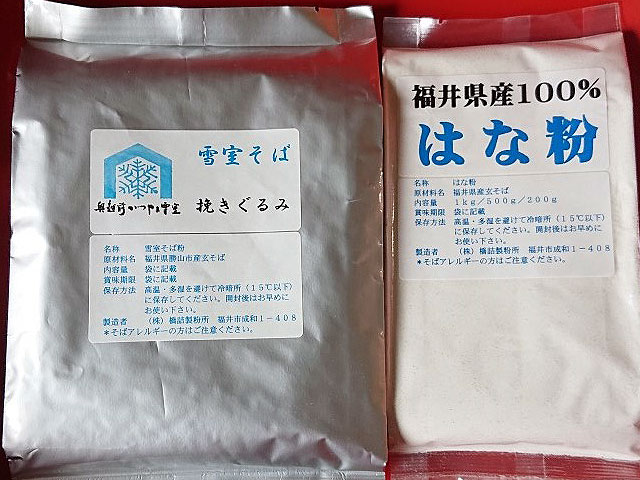 雪室そば
挽きぐるみ
名称 雪室そば粉
原材料名 福井県勝山市産玄そば
内容量 袋に記載
賞味期限 袋に記載
保存方法 高温・多湿を避けて冷暗所(15℃以下)
に保存してください。開封後はお早めに
お使い下さい。
製造者 (株)橋詰製粉所 福井市成和1-408
*そばアレルギーの方はご注意ください。
福井県産100%
はな粉
名称 はな粉
原材料名 福井県産玄そば
内容量 1kg/500g/200g
賞味期限 袋に記載
保存方法 高温・多湿を避けて冷暗所(15℃以下)
に保存してください。開封後はお早めに
お使い下さい。
製造者 (株)橋詰製粉所 福井市成和1-408
*そばアレルギーの方はご注意ください。